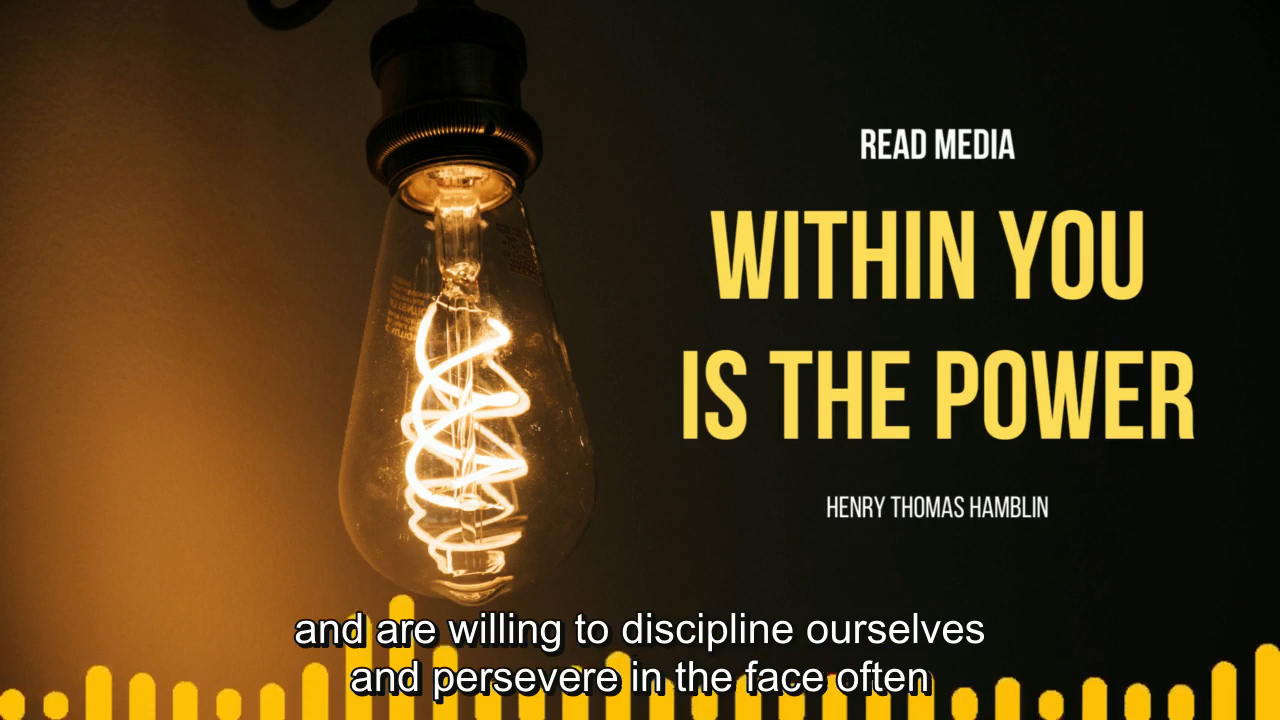 READ MEDIA
WITHIN YOU
IS THE POWER
HENRY THOMAS HAMBLIN
and are willing to discipline ourselves
and persevere in the face often